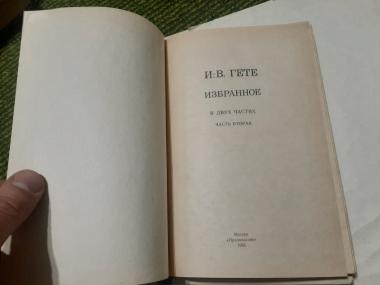 И.В. ГЕТЕ
ИЗБРАННОЕ
В ДВУХ ЧАСТЯХ
ЧАСТЬ ВТОРАЯ
Москва
«Просвещение»